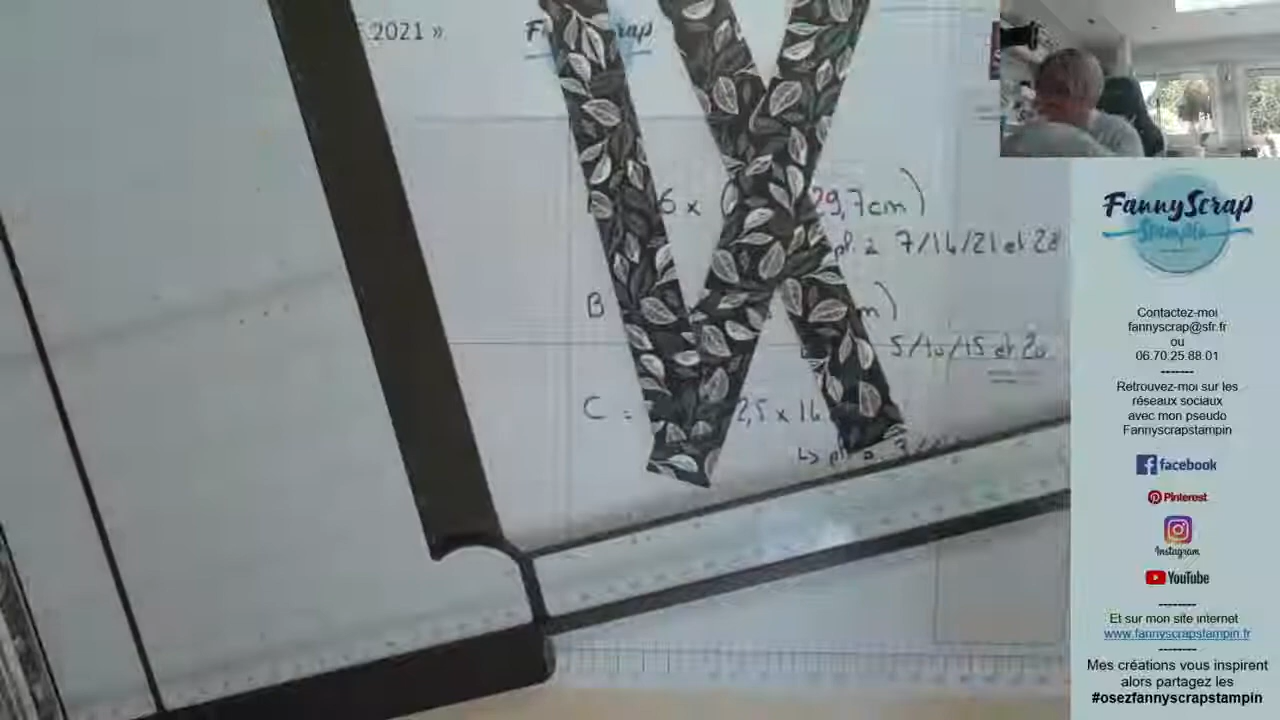 2021 »
6 x 29,7cm)
7/14/21 et 28
B m)
5/10/15 et 20
C = 2,5 x 16
FannyScrap
Stampin
Contactez-moi
fannyscrap@sfr.fr
ou
06.70.25.88.01
-------
Retrouvez-moi sur les
réseaux sociaux
avec mon pseudo
Fannyscrapstampin
facebook
Pinterest
Instagram
YouTube
--------
Et sur mon site internet
www.fannyscrapstampin.fr
-------
Mes créations vous inspirent
alors partagez les
#osezfannyscrapstampin